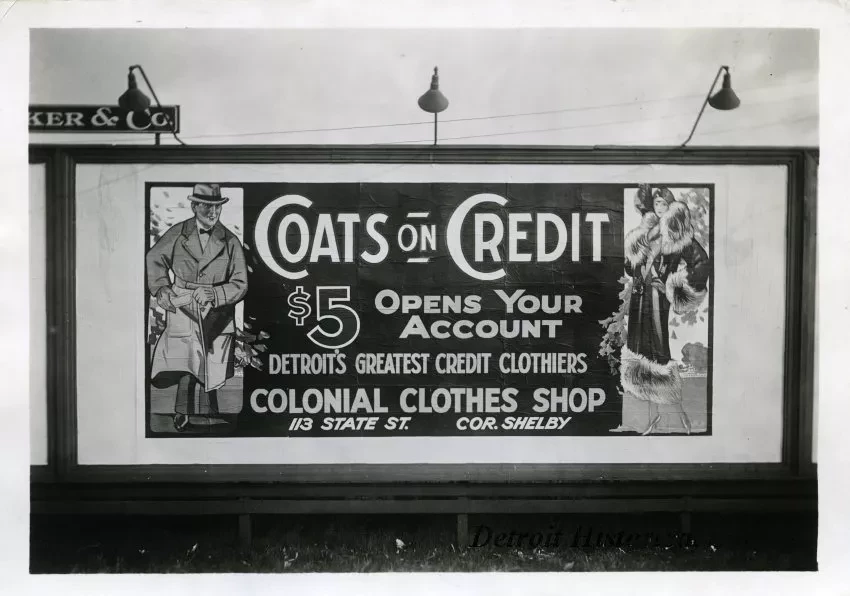 KER & Co.
COATS ON CREDIT
$5 OPENS YOUR
ACCOUNT
DETROIT'S GREATEST CREDIT CLOTHIERS
COLONIAL CLOTHES SHOP
113 STATE ST. COR. SHELBY
Detroit